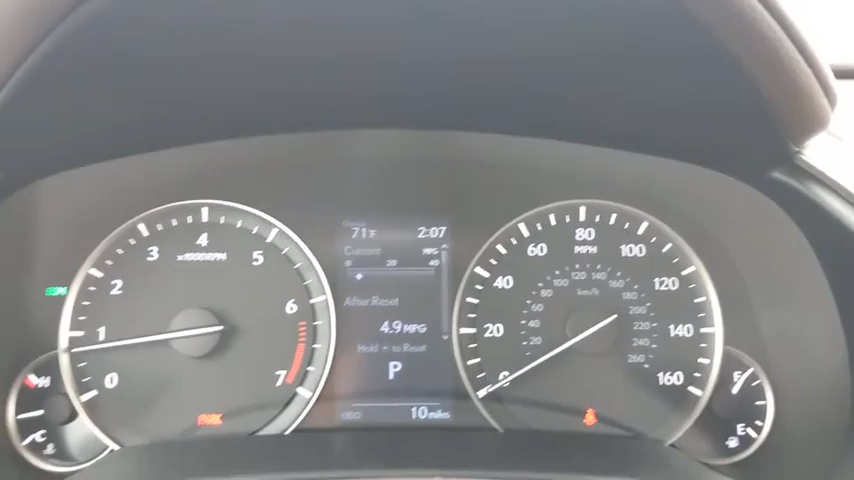 71°F 2:07
Current MPG
0 20 40
After Reset
4.9 MPG
Hold to Reset
P
ODO 10 miles
0 1 2 3 4 5 6 7
x1000RPM
H
C
0 20 40 60 80 100 120 140 160
MPH
20 40 60 80 100 120 140 160 180 200 220 240 260
km/h
F
E